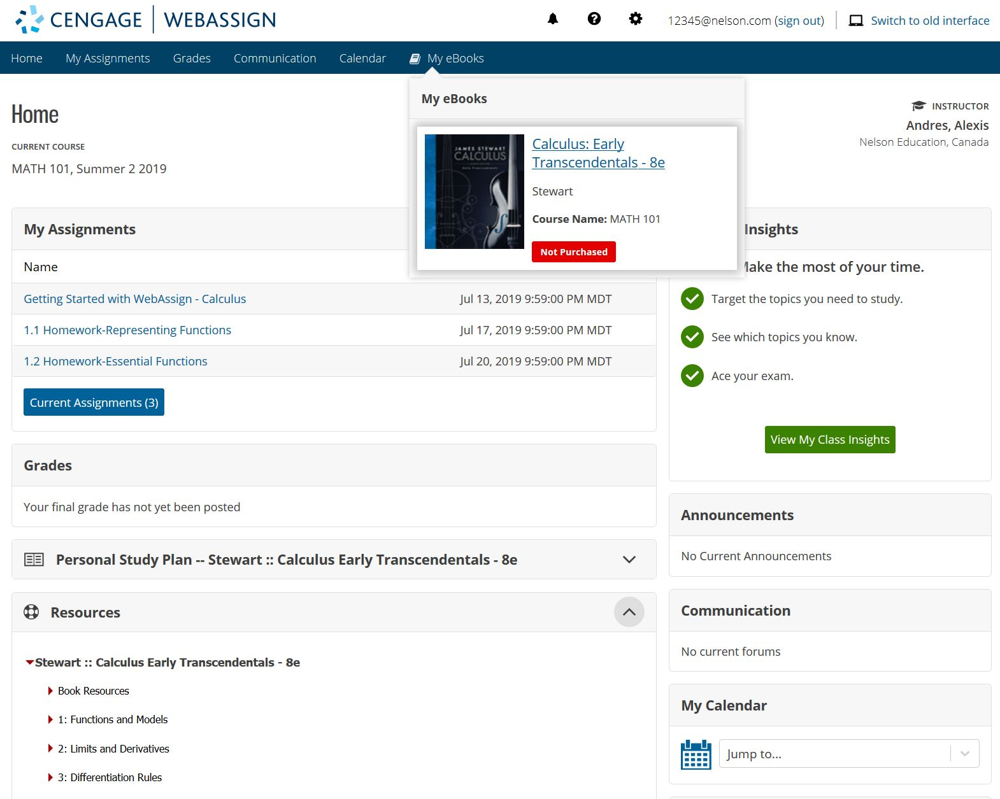 CENGAGE | WEBASSIGN
12345@nelson.com (sign out)
Switch to old interface
Home
My Assignments
Grades
Communication
Calendar
My eBooks
My eBooks
JAMES STEWART
CALCULUS
Calculus: Early
Transcendentals - 8e
Stewart
Course Name: MATH 101
Not Purchased
Home
CURRENT COURSE
MATH 101, Summer 2 2019
INSTRUCTOR
Andres, Alexis
Nelson Education, Canada
My Assignments
Name
Getting Started with WebAssign - Calculus Jul 13, 2019 9:59:00 PM MDT
1.1 Homework-Representing Functions Jul 17, 2019 9:59:00 PM MDT
1.2 Homework-Essential Functions Jul 20, 2019 9:59:00 PM MDT
Current Assignments (3)
Grades
Your final grade has not yet been posted
Personal Study Plan -- Stewart :: Calculus Early Transcendentals - 8e
Resources
Stewart :: Calculus Early Transcendentals - 8e
Book Resources
1: Functions and Models
2: Limits and Derivatives
3: Differentiation Rules
Insights
the most of your time.
Target the topics you need to study.
See which topics you know.
Ace your exam.
View My Class Insights
Announcements
No Current Announcements
Communication
No current forums
My Calendar
Jump to...